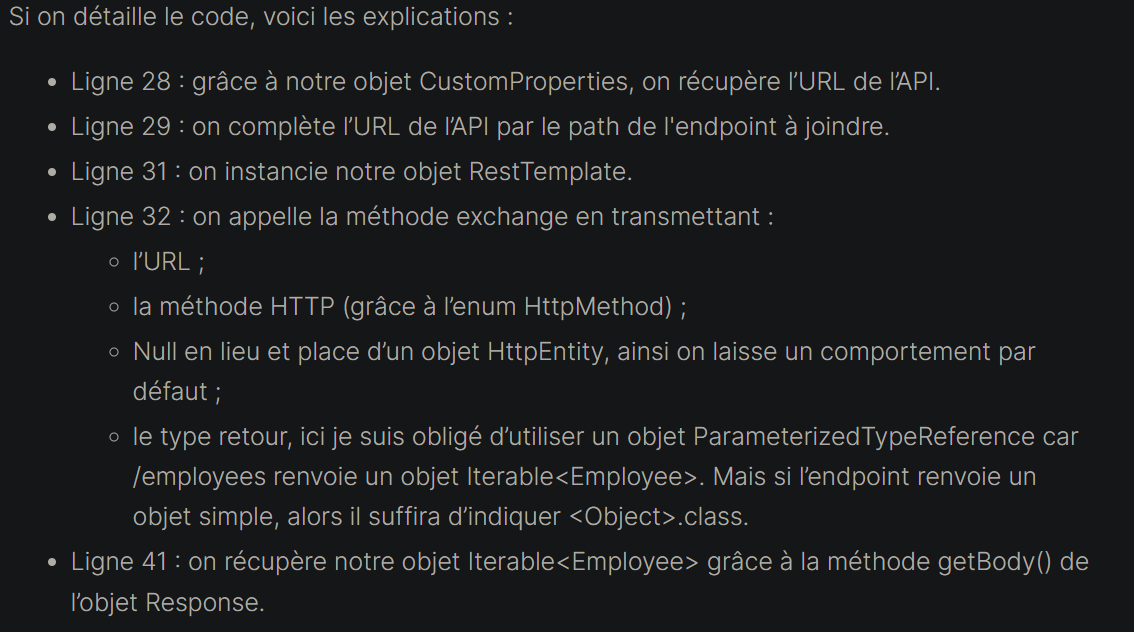 Si on détaille le code, voici les explications :
• Ligne 28 : grâce à notre objet CustomProperties, on récupère l’URL de l’API.
• Ligne 29 : on complète l’URL de l’API par le path de l'endpoint à joindre.
• Ligne 31 : on instancie notre objet RestTemplate.
• Ligne 32 : on appelle la méthode exchange en transmettant :
◦ l’URL ;
◦ la méthode HTTP (grâce à l’enum HttpMethod) ;
◦ Null en lieu et place d’un objet HttpEntity, ainsi on laisse un comportement par
défaut ;
◦ le type retour, ici je suis obligé d’utiliser un objet ParameterizedTypeReference car
/employees renvoie un objet Iterable<Employee>. Mais si l’endpoint renvoie un
objet simple, alors il suffira d’indiquer <Object>.class.
• Ligne 41 : on récupère notre objet Iterable<Employee> grâce à la méthode getBody() de
l’objet Response.